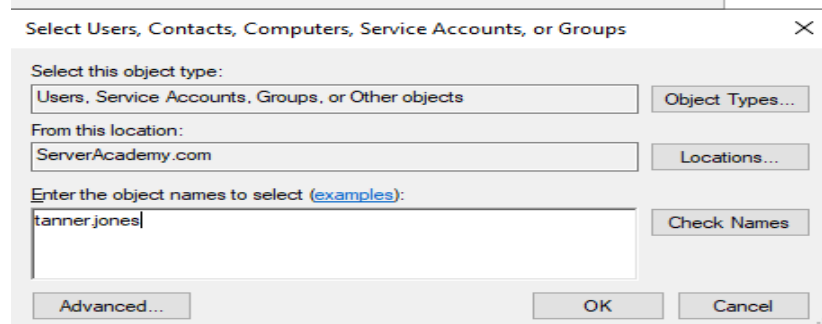 Select Users, Contacts, Computers, Service Accounts, or Groups
Select this object type:
Users, Service Accounts, Groups, or Other objects
Object Types...
From this location:
ServerAcademy.com
Locations...
Enter the object names to select (examples):
tanner.jones
Check Names
Advanced...
OK
Cancel